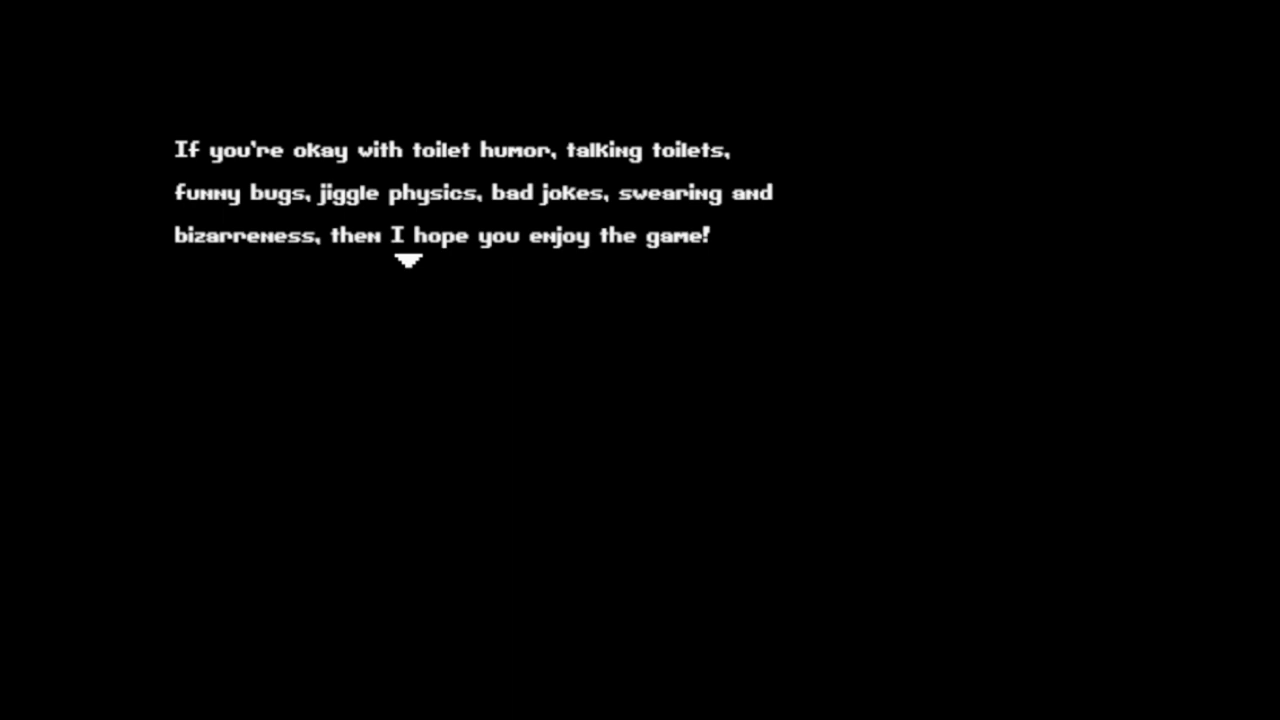 If you're okay with toilet humor, talking toilets,
funny bugs, jiggle physics, bad jokes, swearing and
bizarreness, then I hope you enjoy the game!